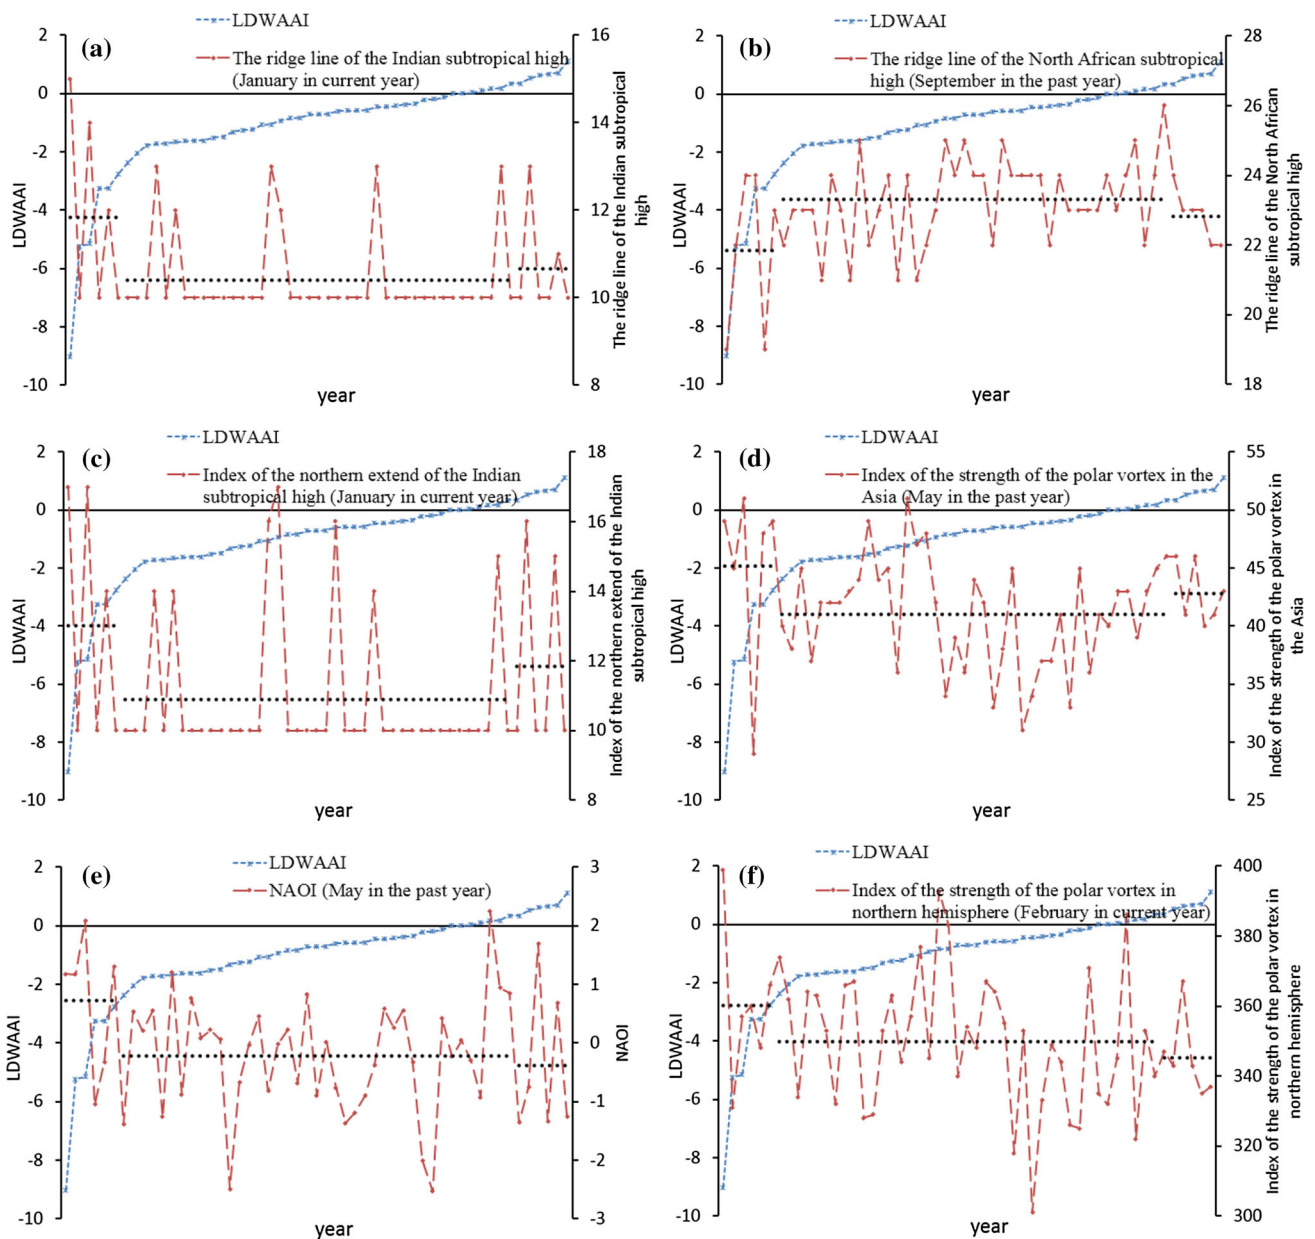 LDWAAI
(a)
The ridge line of the Indian subtropical high
(January in current year)
2
0
-2
-4
-6
-8
-10
LDWAAI
16
14
12
10
8
The ridge line of the Indian subtropical
high
year
LDWAAI
(b)
The ridge line of the North African subtropical
high (September in the past year)
2
0
-2
-4
-6
-8
-10
LDWAAI
28
26
24
22
20
18
The ridge line of the North African
subtropical high
year
LDWAAI
(c)
Index of the northern extend of the Indian
subtropical high (January in current year)
2
0
-2
-4
-6
-8
-10
LDWAAI
18
16
14
12
10
8
Index of the northern extend of the Indian
subtropical high
year
LDWAAI
(d)
Index of the strength of the polar vortex in the
Asia (May in the past year)
2
0
-2
-4
-6
-8
-10
LDWAAI
55
50
45
40
35
30
25
Index of the strength of the polar vortex in
the Asia
year
LDWAAI
(e)
NAOI (May in the past year)
2
0
-2
-4
-6
-8
-10
LDWAAI
3
2
1
0
-1
-2
-3
NAOI
year
LDWAAI
(f)
Index of the strength of the polar vortex in
northern hemisphere (February in current year)
2
0
-2
-4
-6
-8
-10
LDWAAI
400
380
360
340
320
300
Index of the strength of the polar vortex in
northern hemisphere
year